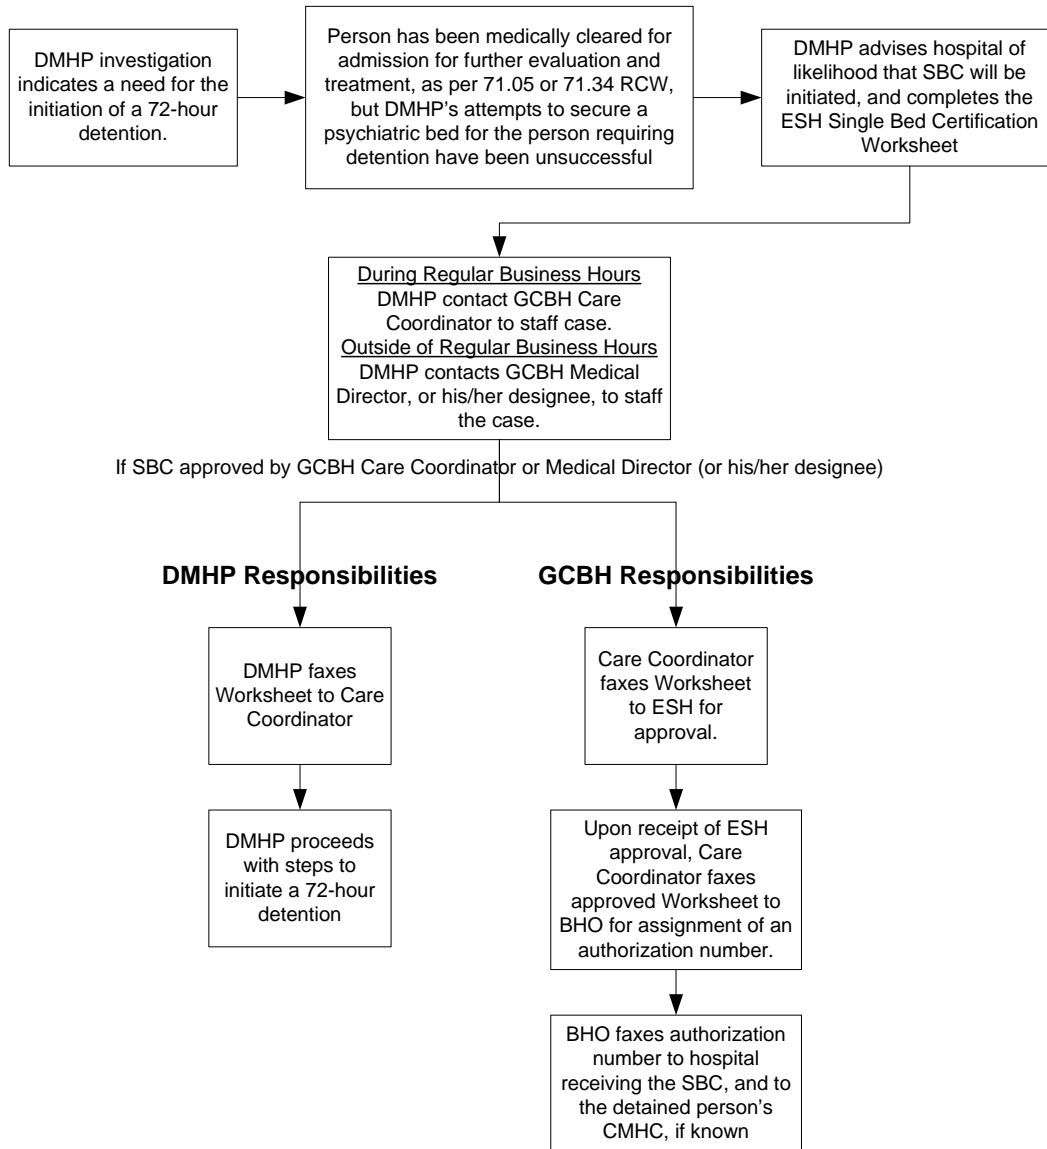 DMHP investigation
indicates a need for the
initiation of a 72-hour
detention.
Person has been medically cleared for
admission for further evaluation and
treatment, as per 71.05 or 71.34 RCW,
but DMHP's attempts to secure a
psychiatric bed for the person requiring
detention have been unsuccessful
DMHP advises hospital of
likelihood that SBC will be
initiated, and completes the
ESH Single Bed Certification
Worksheet
During Regular Business Hours
DMHP contact GCBH Care
Coordinator to staff case.
Outside of Regular Business Hours
DMHP contacts GCBH Medical
Director, or his/her designee, to staff
the case.
If SBC approved by GCBH Care Coordinator or Medical Director (or his/her designee)
DMHP Responsibilities
DMHP faxes
Worksheet to Care
Coordinator
DMHP proceeds
with steps to
initiate a 72-hour
detention
GCBH Responsibilities
Care Coordinator
faxes Worksheet
to ESH for
approval.
Upon receipt of ESH
approval, Care
Coordinator faxes
approved Worksheet to
BHO for assignment of an
authorization number.
BHO faxes authorization
number to hospital
receiving the SBC, and to
the detained person's
CMHC, if known